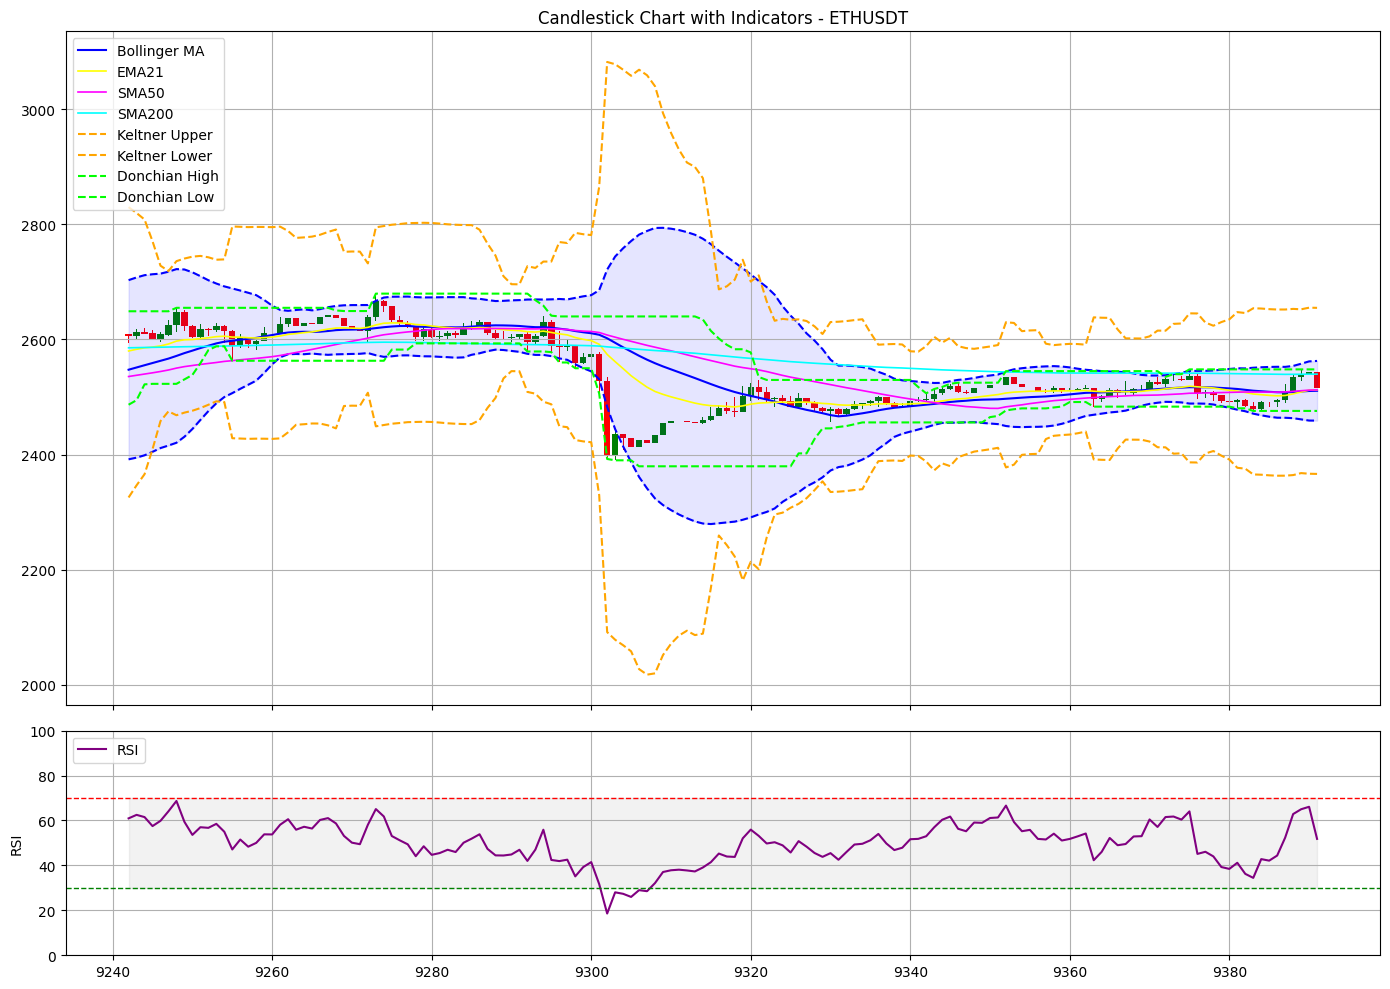 Candlestick Chart with Indicators - ETHUSDT
Bollinger MA
EMA21
SMA50
SMA200
Keltner Upper
Keltner Lower
Donchian High
Donchian Low
3000
2800
2600
2400
2200
2000
RSI
100
80
60
40
20
0
RSI
9240 9260 9280 9300 9320 9340 9360 9380